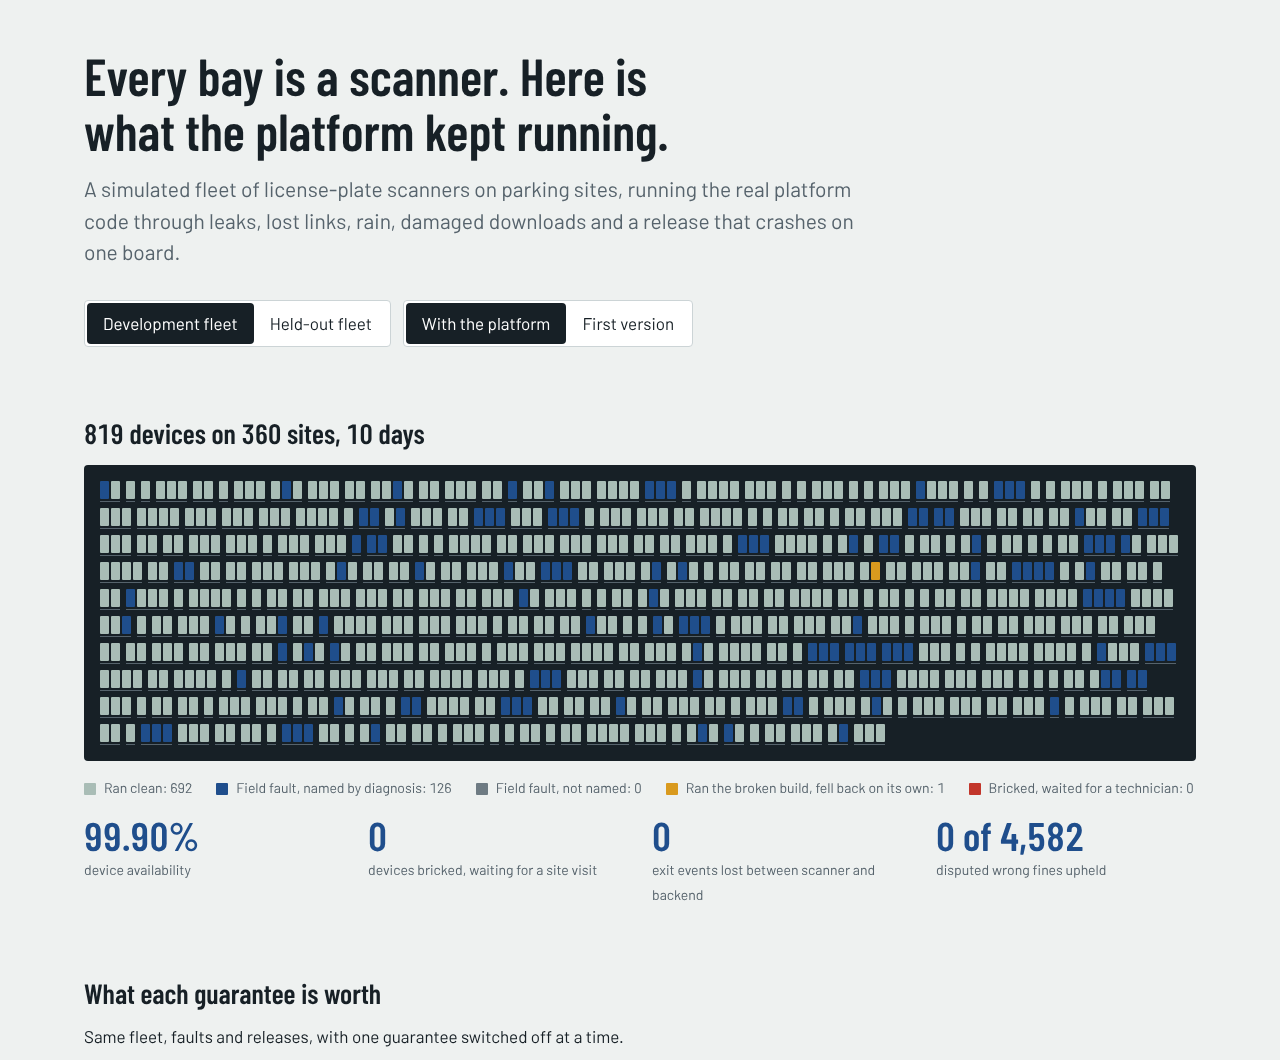 Every bay is a scanner. Here is
what the platform kept running.
A simulated fleet of license-plate scanners on parking sites, running the real platform
code through leaks, lost links, rain, damaged downloads and a release that crashes on
one board.
Development fleet Held-out fleet With the platform First version
819 devices on 360 sites, 10 days
Ran clean: 692 Field fault, named by diagnosis: 126 Field fault, not named: 0 Ran the broken build, fell back on its own: 1 Bricked, waited for a technician: 0
99.90% 0 0 0 of 4,582
device availability devices bricked, waiting for a site visit exit events lost between scanner and disputed wrong fines upheld
backend
What each guarantee is worth
Same fleet, faults and releases, with one guarantee switched off at a time.